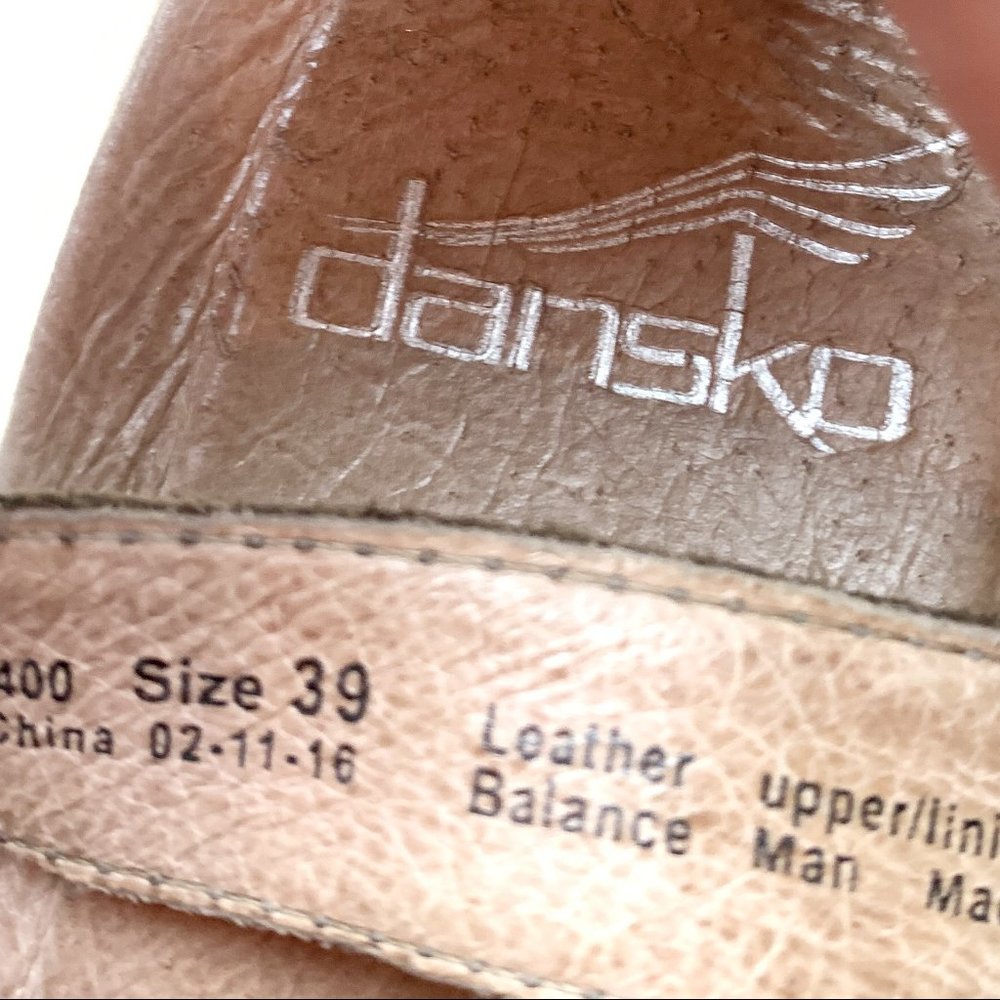 dansko
400 Size 39
China 02-11-16
Leather upper/lini
Balance Man Ma